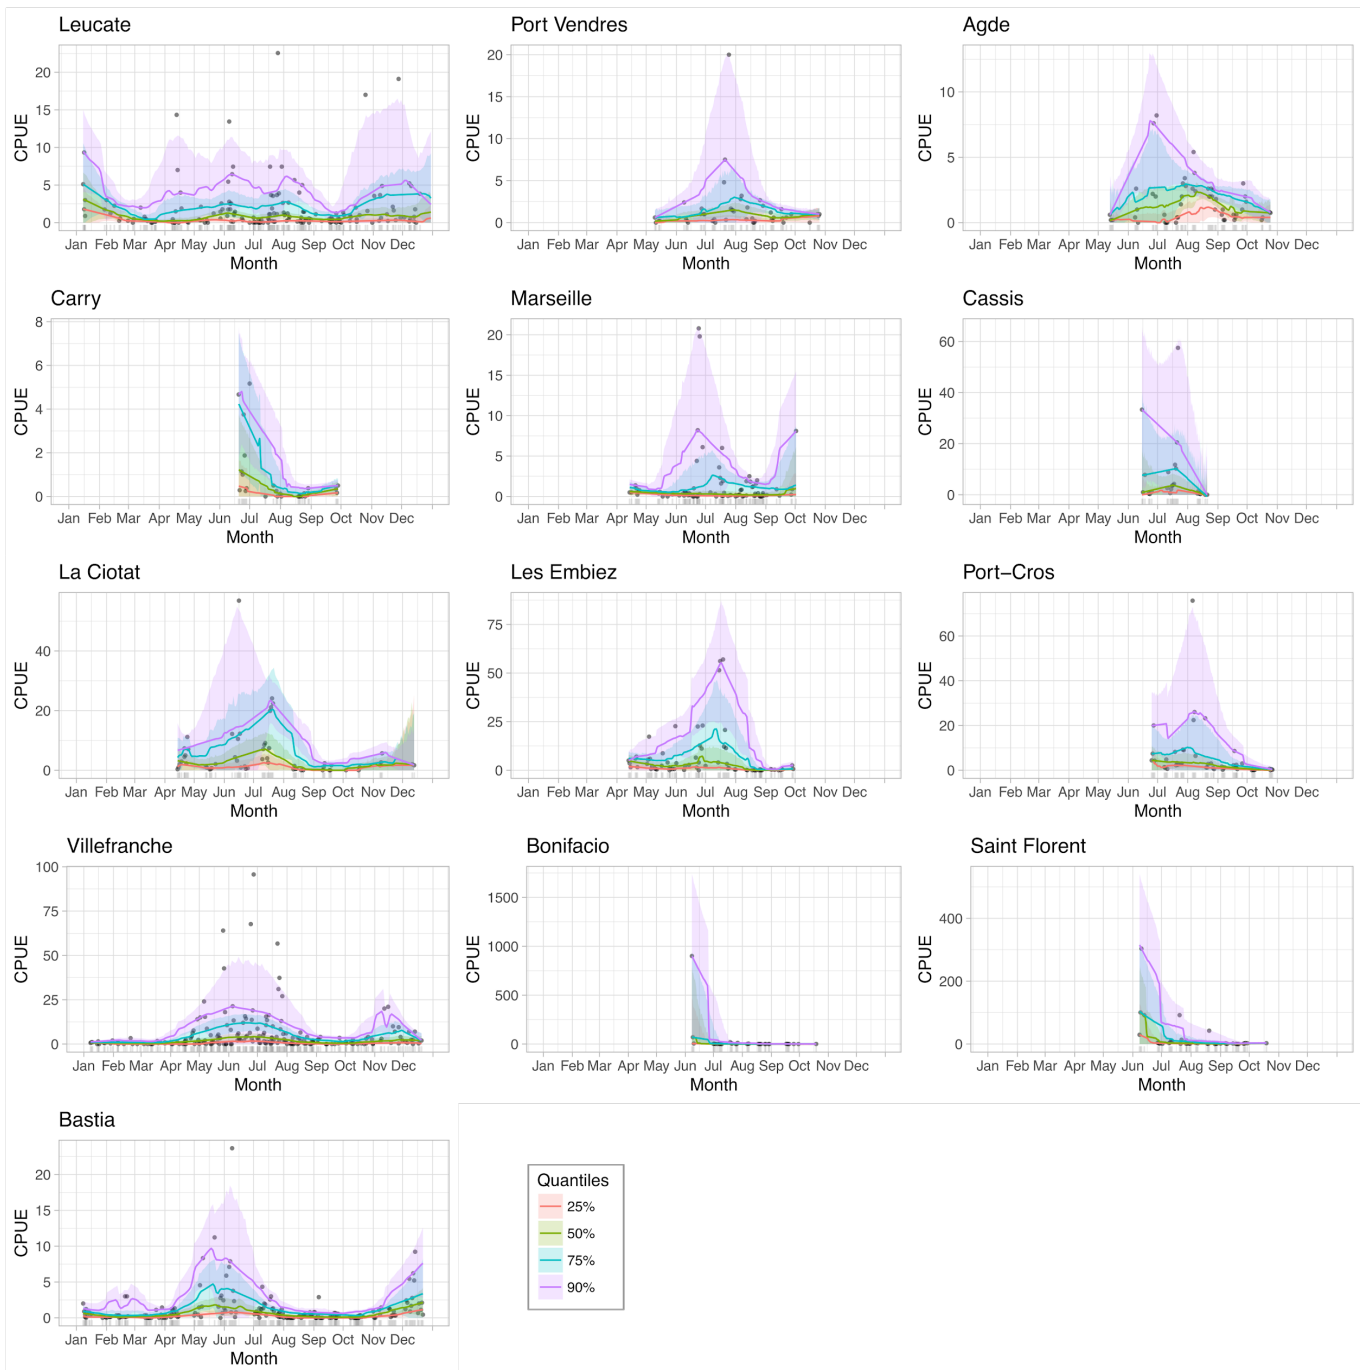 Leucate
CPUE
20
15
10
5
0
Jan Feb Mar Apr May Jun Jul Aug Sep Oct Nov Dec
Month
Port Vendres
CPUE
20
15
10
5
0
Jan Feb Mar Apr May Jun Jul Aug Sep Oct Nov Dec
Month
Agde
CPUE
10
5
0
Jan Feb Mar Apr May Jun Jul Aug Sep Oct Nov Dec
Month
Carry
CPUE
8
6
4
2
0
Jan Feb Mar Apr May Jun Jul Aug Sep Oct Nov Dec
Month
Marseille
CPUE
20
15
10
5
0
Jan Feb Mar Apr May Jun Jul Aug Sep Oct Nov Dec
Month
Cassis
CPUE
60
40
20
0
Jan Feb Mar Apr May Jun Jul Aug Sep Oct Nov Dec
Month
La Ciotat
CPUE
40
20
0
Jan Feb Mar Apr May Jun Jul Aug Sep Oct Nov Dec
Month
Les Embiez
CPUE
75
50
25
0
Jan Feb Mar Apr May Jun Jul Aug Sep Oct Nov Dec
Month
Port−Cros
CPUE
60
40
20
0
Jan Feb Mar Apr May Jun Jul Aug Sep Oct Nov Dec
Month
Villefranche
CPUE
100
75
50
25
0
Jan Feb Mar Apr May Jun Jul Aug Sep Oct Nov Dec
Month
Bonifacio
CPUE
1500
1000
500
0
Jan Feb Mar Apr May Jun Jul Aug Sep Oct Nov Dec
Month
Saint Florent
CPUE
400
200
0
Jan Feb Mar Apr May Jun Jul Aug Sep Oct Nov Dec
Month
Bastia
CPUE
20
15
10
5
0
Jan Feb Mar Apr May Jun Jul Aug Sep Oct Nov Dec
Month
Quantiles
25%
50%
75%
90%